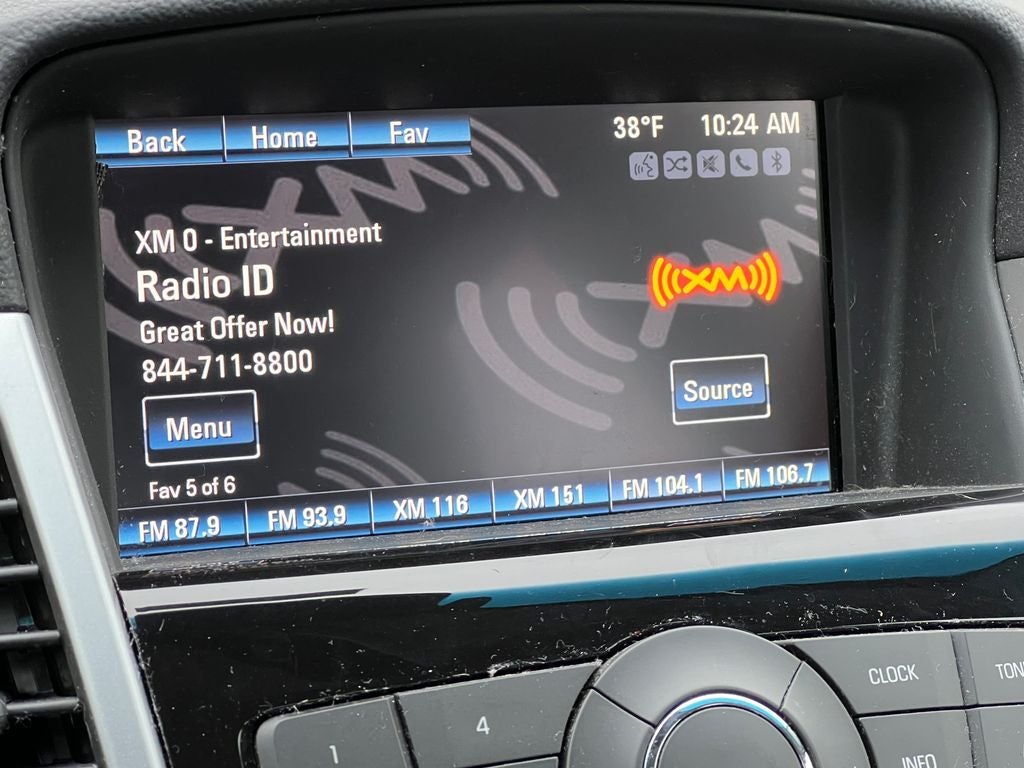 Back Home Fav 38°F 10:24 AM
XM 0 - Entertainment
Radio ID
XM
Great Offer Now!
844-711-8800
Menu Source
Fav 5 of 6
FM 87.9 FM 93.9 XM 116 XM 151 FM 104.1 FM 106.7
CLOCK
1 4 INFO